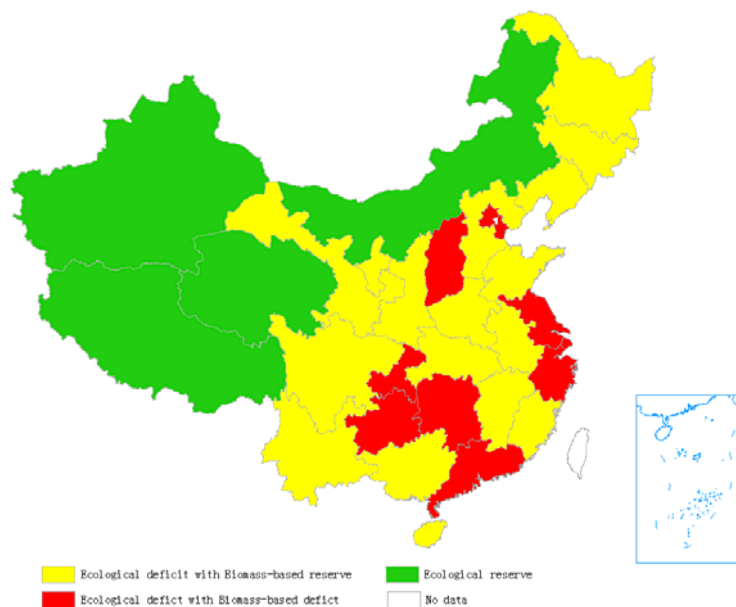 Ecological deficit with Biomass-based reserve
Ecological reserve
Ecological defict with Biomass-based defict
No data